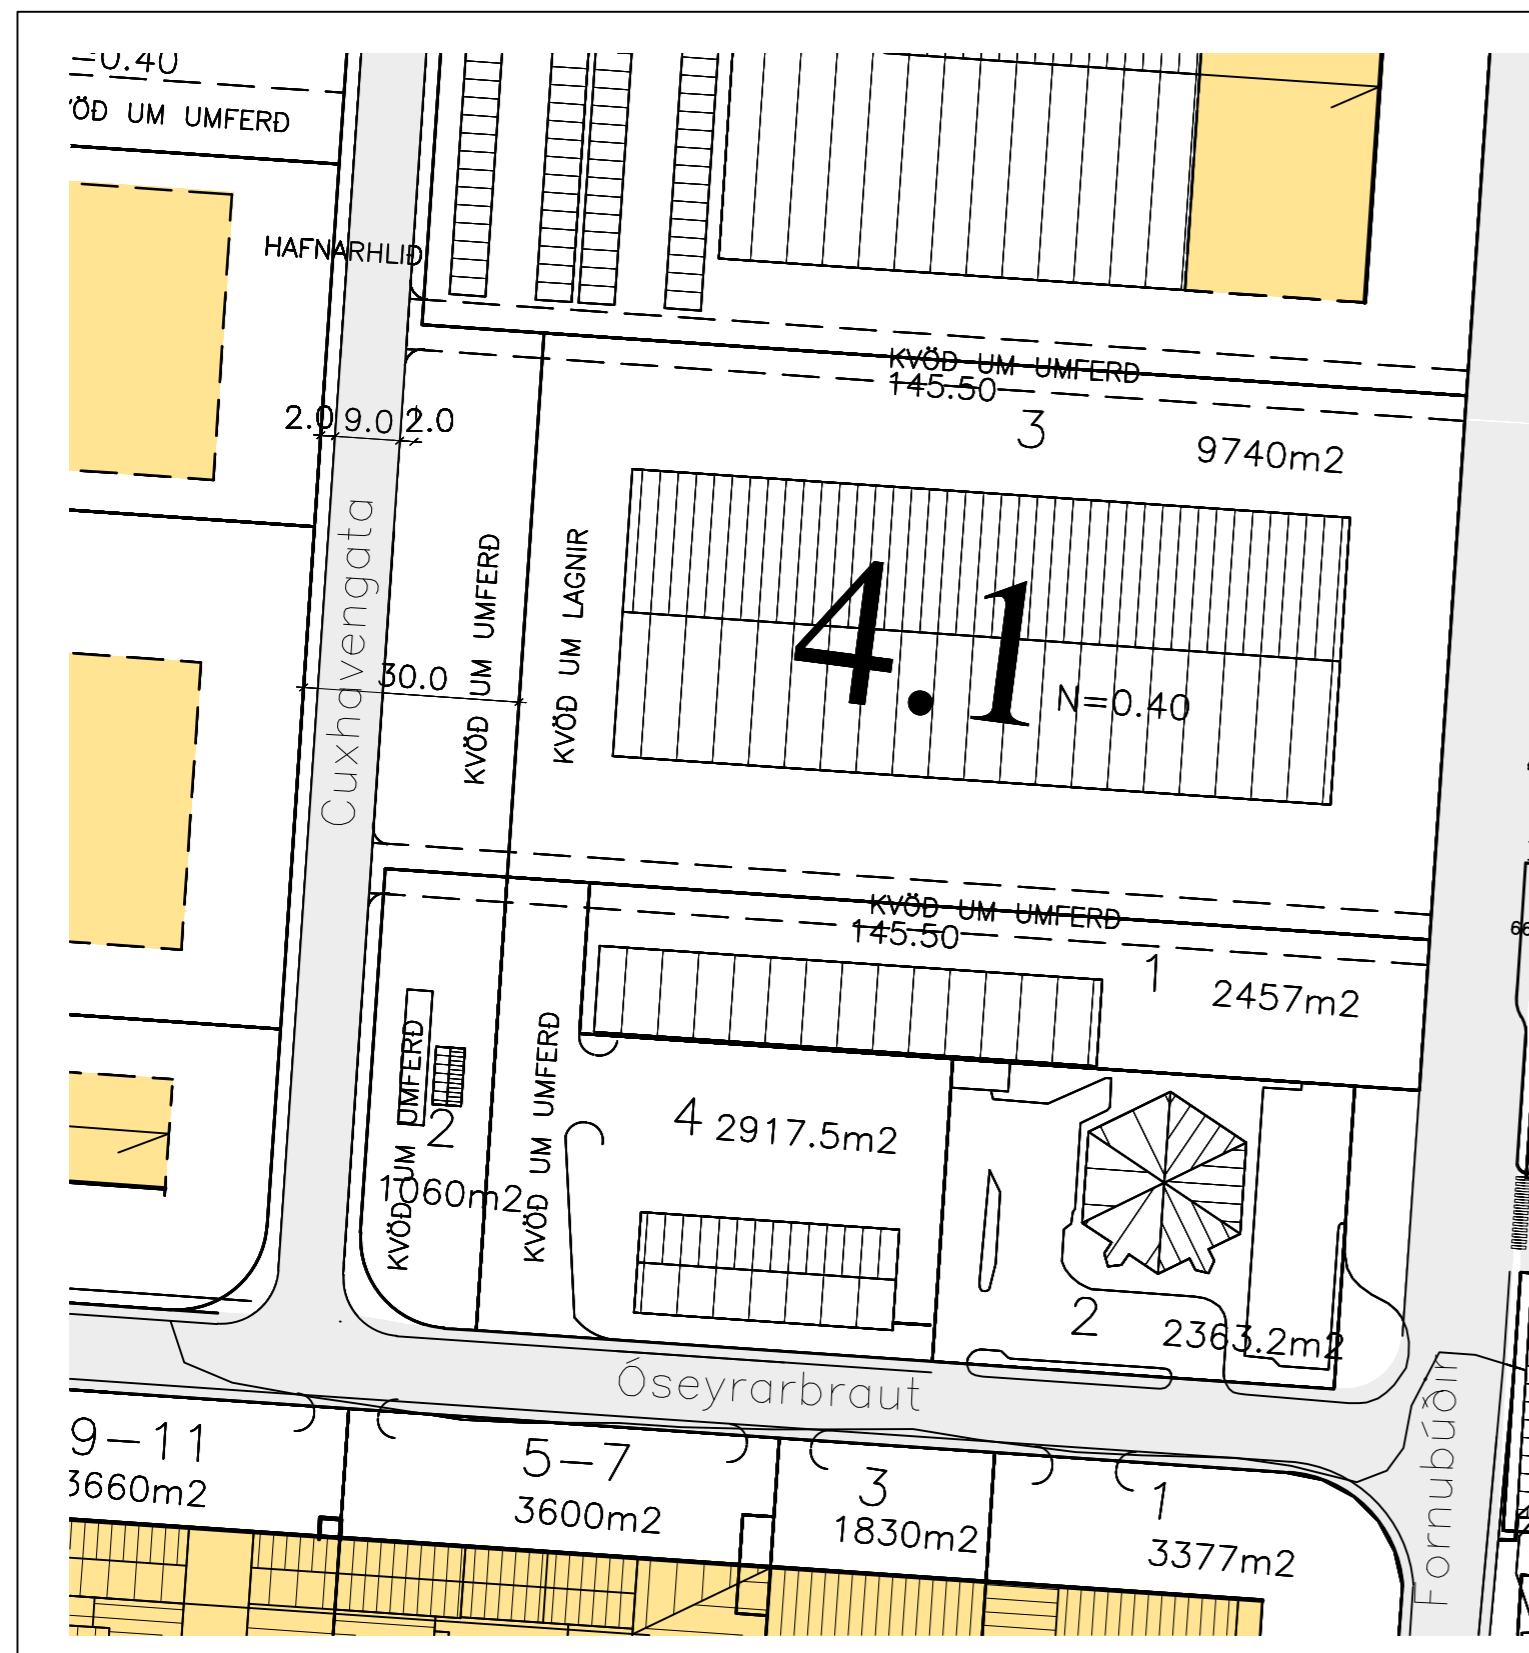 =0.40
UM UMFERÐ
HAFNARHLIÐ
KVÖÐ UM UMFERÐ
145.50
3
9740m2
2.0 9.0 2.0
Cuxhavengata
KVÖÐ UM UMFERÐ
KVÖÐ UM LAGNIR
30.0
4.1
N=0.40
KVÖÐ UM UMFERÐ
145.50
1
2457m2
KVÖÐ UM UMFERÐ
2
1060m2
KVÖÐ UM UMFERÐ
4 2917.5m2
2
2363.2m2
Óseyrarbraut
Fornubúðir
9-11
3660m2
5-7
3600m2
3
1830m2
1
3377m2